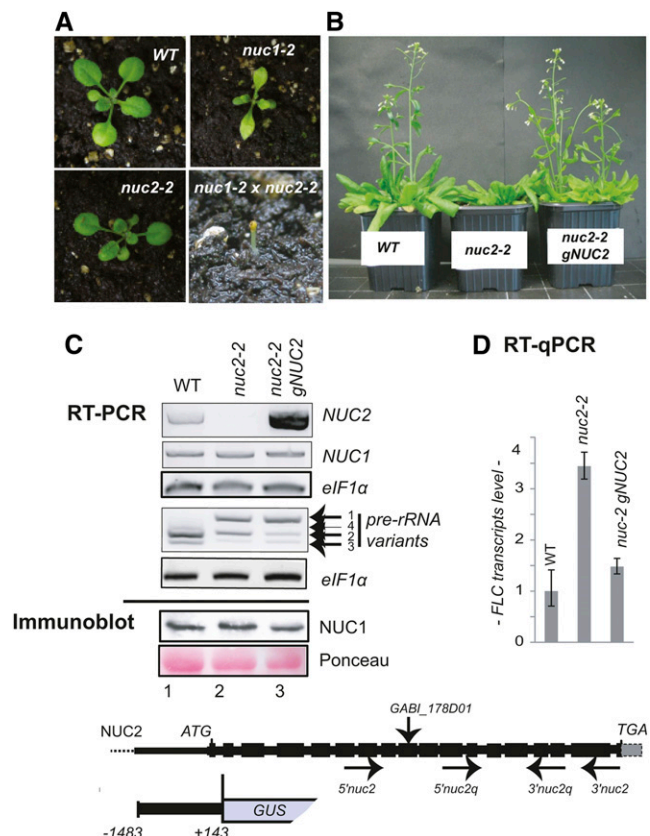 A
B
WT
nuc1-2
nuc2-2
nuc1-2 x nuc2-2
WT
nuc2-2
nuc2-2
gNUC2
C
D RT-qPCR
WT
nuc2-2
nuc2-2
gNUC2
RT-PCR
NUC2
NUC1
eIF1α
1
4
2
3
pre-rRNA
variants
eIF1α
Immunoblot
NUC1
Ponceau
1 2 3
- FLC transcripts level -
4
3
2
1
0
WT
nuc2-2
nuc-2 gNUC2
GABI_178D01
NUC2
ATG
TGA
5'nuc2
5'nuc2q
3'nuc2q
3'nuc2
GUS
-1483
+143